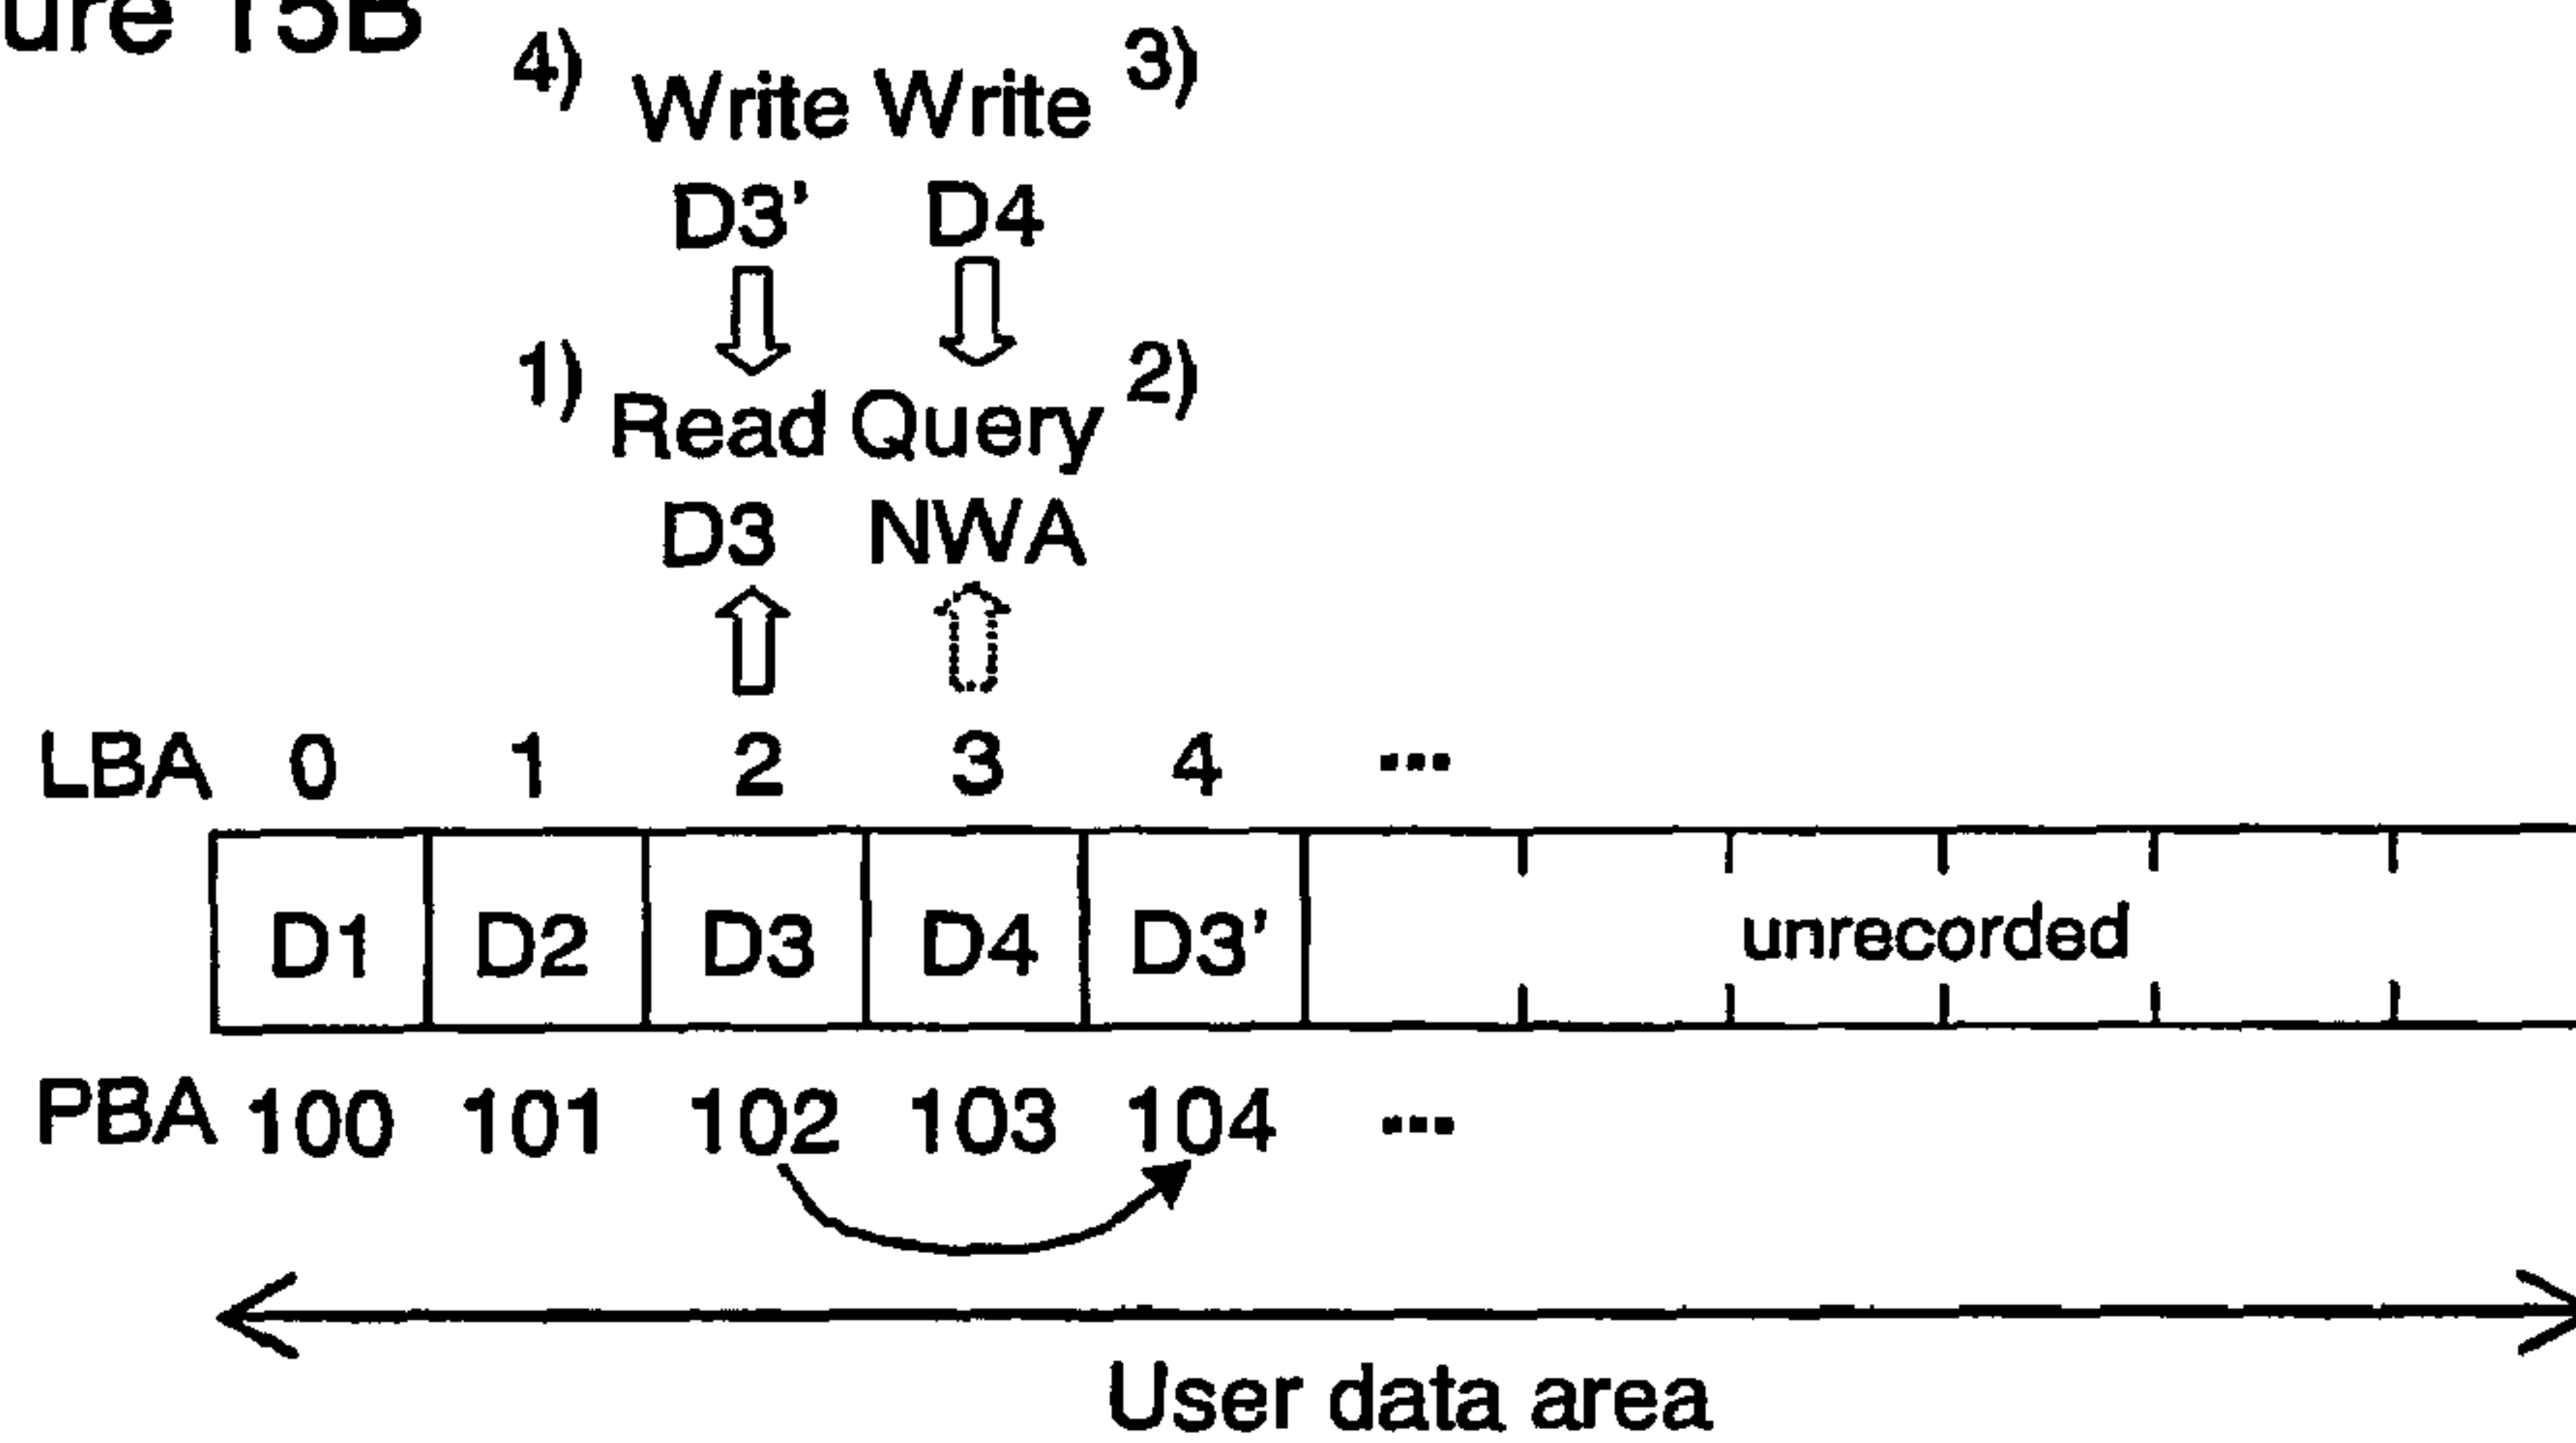 ure 15B
4) Write Write 3)
D3' D4
1) Read Query 2)
D3 NWA
LBA 0 1 2 3 4 ...
D1 D2 D3 D4 D3' unrecorded
PBA 100 101 102 103 104 ...
User data area